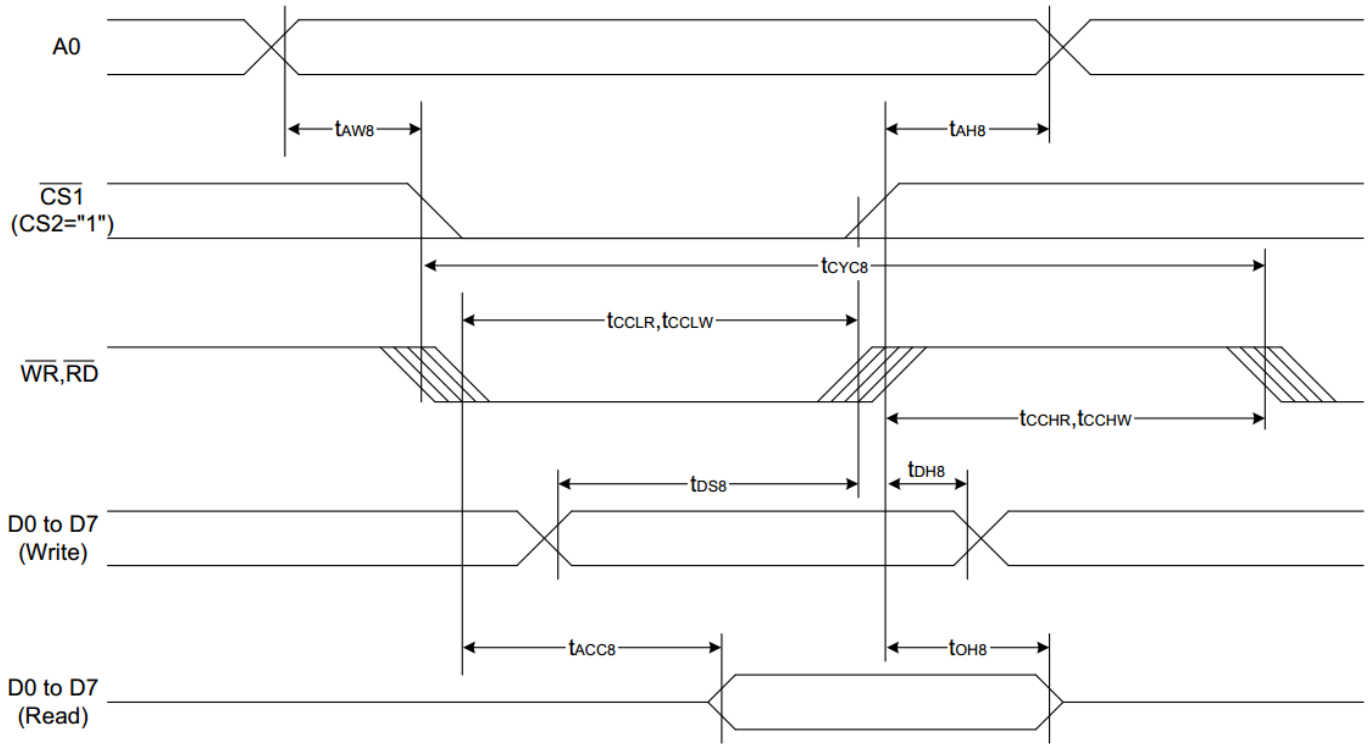 A0
tAW8
tAH8
CS1
(CS2="1")
tCYC8
tCCLR,tCCLW
WR,RD
tCCHR,tCCHW
tDS8
tDH8
D0 to D7
(Write)
tACC8
tOH8
D0 to D7
(Read)